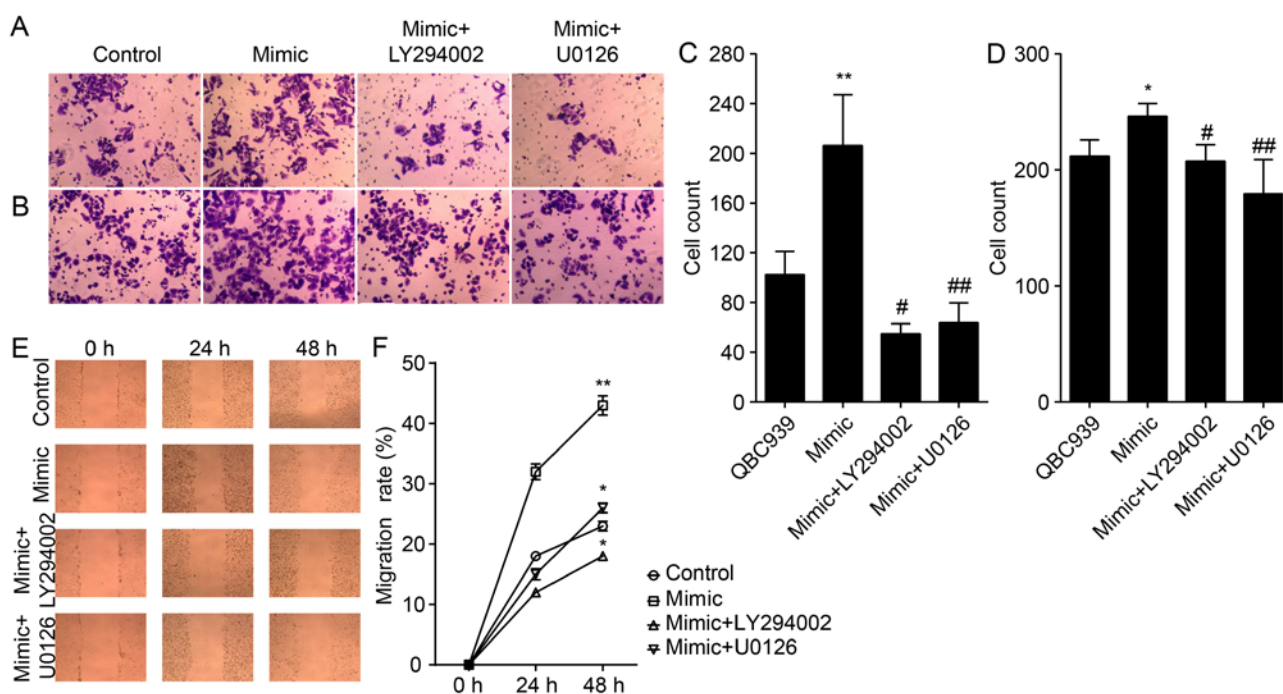 A
Control
Mimic
Mimic+
LY294002
Mimic+
U0126
B
C
Cell count
280
240
200
160
120
80
40
0
**
#
##
QBC939
Mimic
Mimic+LY294002
Mimic+U0126
D
Cell count
300
200
100
0
*
#
##
QBC939
Mimic
Mimic+LY294002
Mimic+U0126
E
0 h
24 h
48 h
Control
Mimic
Mimic+
LY294002
Mimic+
U0126
F
Migration rate (%)
50
40
30
20
10
0
**
*
*
0 h
24 h
48 h
Control
Mimic
Mimic+LY294002
Mimic+U0126